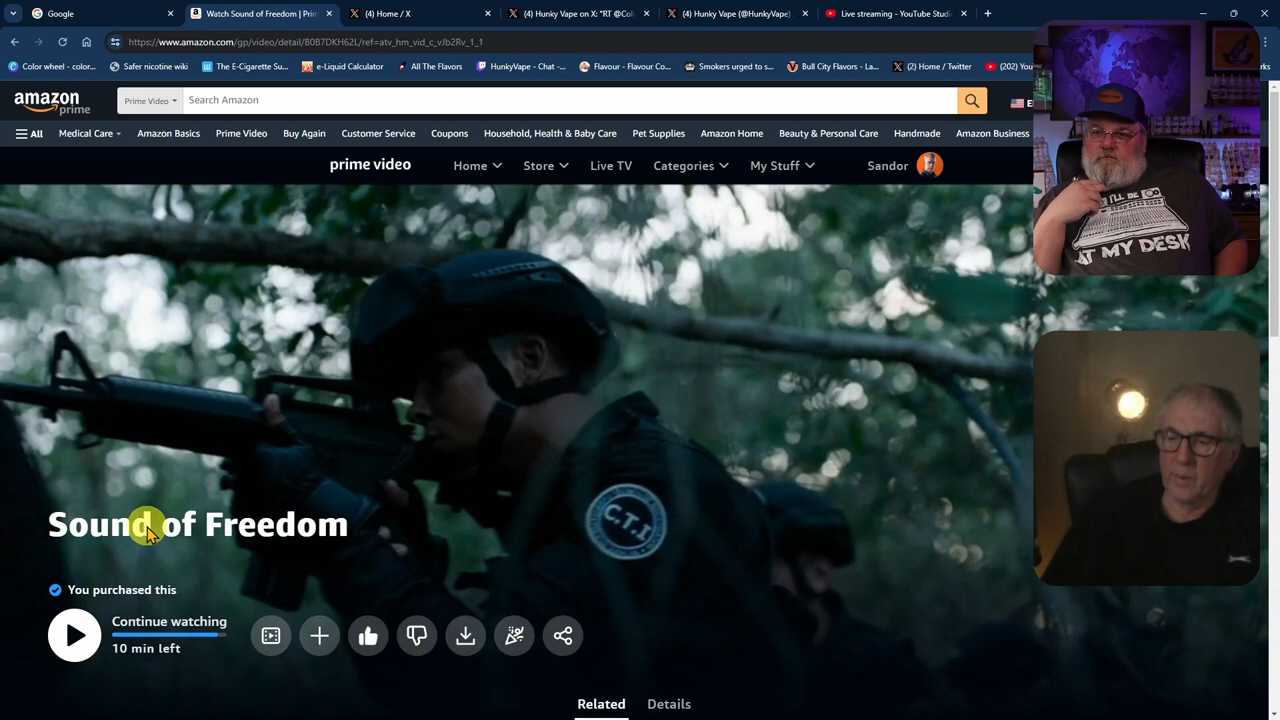 Google
Watch Sound of Freedom | Prim
(4) Home / X
(4) Hunky Vape on X: "RT @Coli
(4) Hunky Vape (@HunkyVape)
Live streaming - YouTube Studi
https://www.amazon.com/gp/video/detail/B0B7DKH62L/ref=atv_hm_vid_c_vJb2Rv_1_1
Color wheel - color...
Safer nicotine wiki
The E-Cigarette Su...
e-Liquid Calculator
All The Flavors
HunkyVape - Chat -...
Flavour - Flavour Co...
Smokers urged to s...
Bull City Flavors - La...
(2) Home / Twitter
(202) You
amazon prime
Prime Video
Search Amazon
All
Medical Care
Amazon Basics
Prime Video
Buy Again
Customer Service
Coupons
Household, Health & Baby Care
Pet Supplies
Amazon Home
Beauty & Personal Care
Handmade
Amazon Business
prime video
Home
Store
Live TV
Categories
My Stuff
Sandor
I'LL BE
AT MY DESK
C.T.I
Sound of Freedom
You purchased this
Continue watching
10 min left
Related
Details